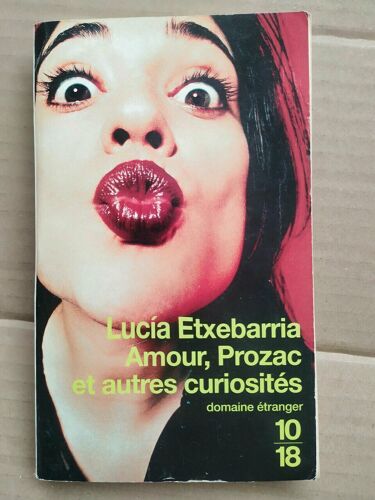 Lucía Etxebarria
Amour, Prozac
et autres curiosités
domaine étranger
10
18